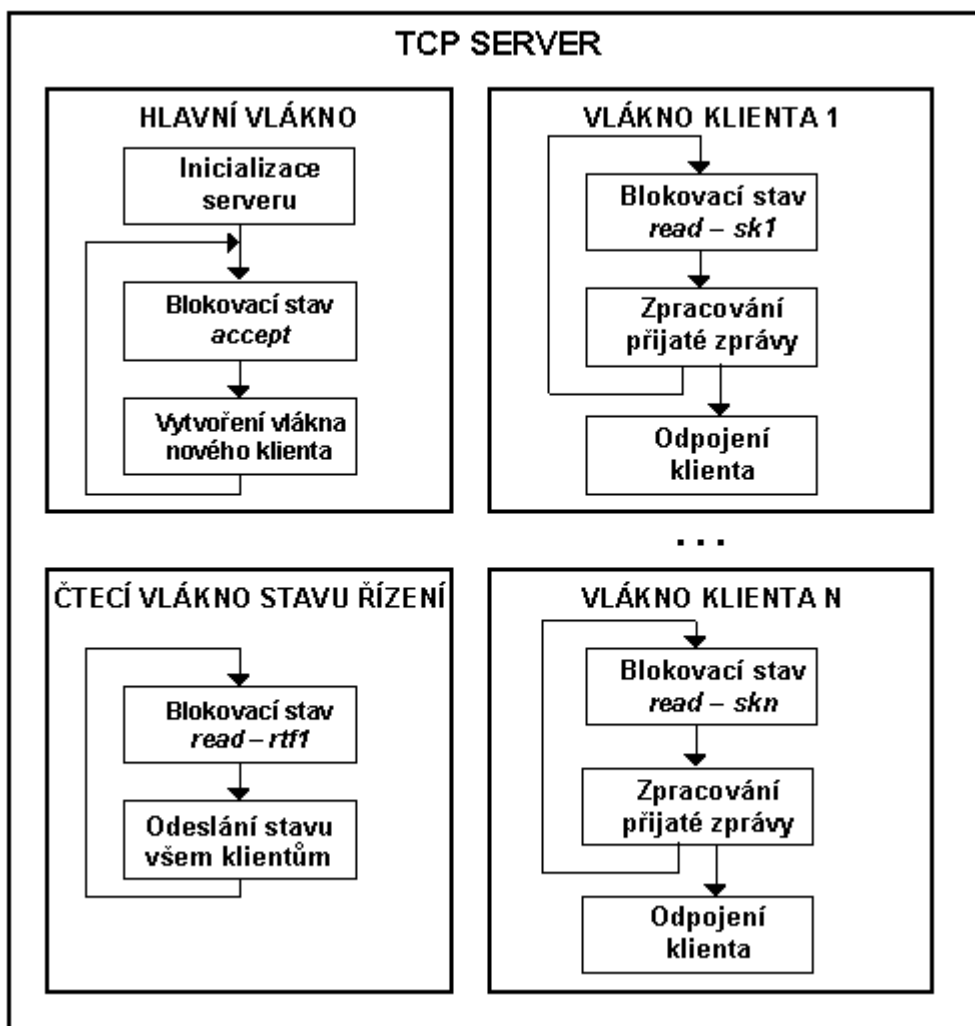 TCP SERVER
HLAVNÍ VLÁKNO
Inicializace
serveru
Blokovací stav
accept
Vytvoření vlákna
nového klienta
VLÁKNO KLIENTA 1
Blokovací stav
read – sk1
Zpracování
přijaté zprávy
Odpojení
klienta
. . .
ČTECÍ VLÁKNO STAVU ŘÍZENÍ
Blokovací stav
read – rtf1
Odeslání stavu
všem klientům
VLÁKNO KLIENTA N
Blokovací stav
read – skn
Zpracování
přijaté zprávy
Odpojení
klienta